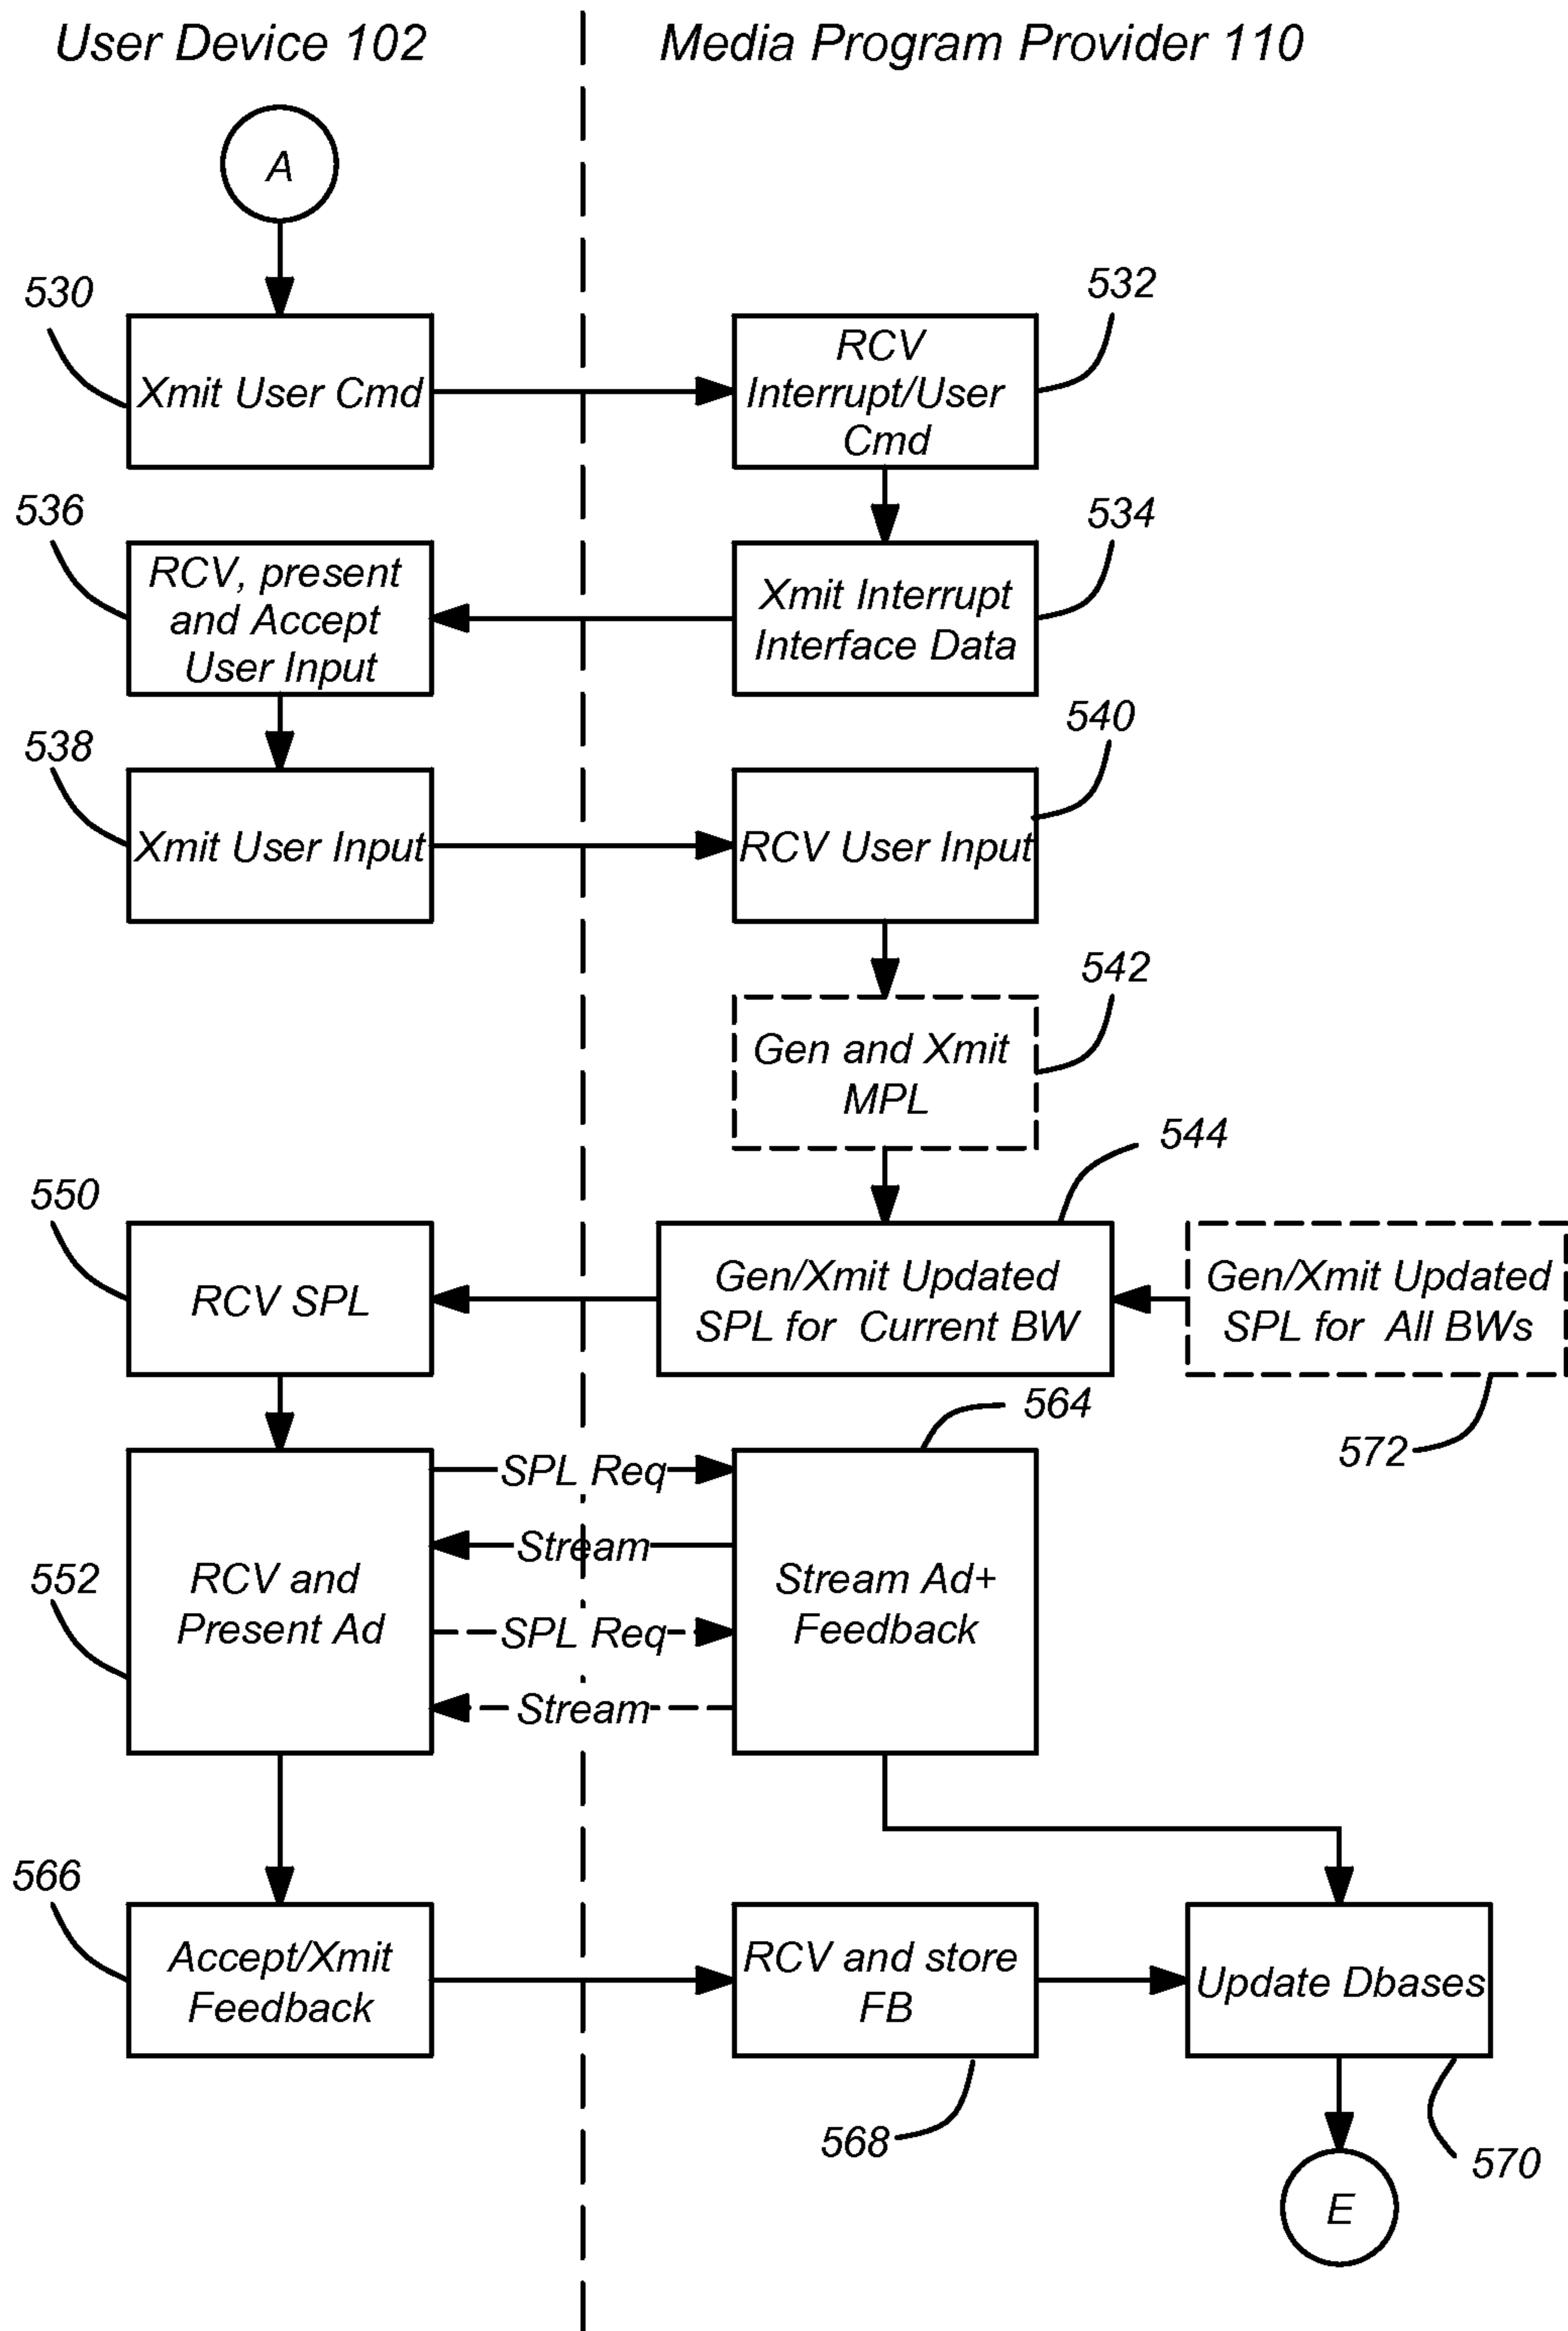 User Device 102
Media Program Provider 110
A
530
532
Xmit User Cmd
RCV
Interrupt/User
Cmd
536
534
RCV, present
and Accept
User Input
Xmit Interrupt
Interface Data
538
540
Xmit User Input
RCV User Input
542
Gen and Xmit
MPL
544
550
RCV SPL
Gen/Xmit Updated
SPL for Current BW
Gen/Xmit Updated
SPL for All BWs
564
572
SPL Req
Stream
552
RCV and
Present Ad
Stream Ad+
Feedback
SPL Req
Stream
566
Accept/Xmit
Feedback
RCV and store
FB
Update Dbases
568
570
E